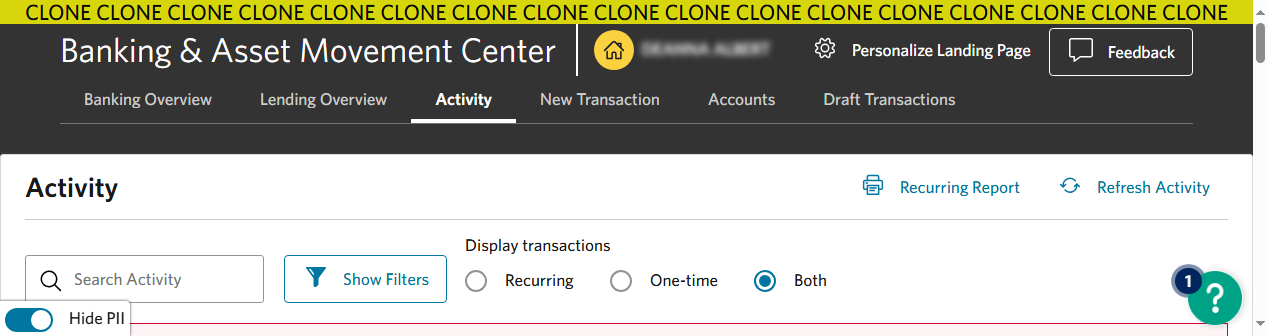 CLONE CLONE CLONE CLONE CLONE CLONE CLONE CLONE CLONE CLONE CLONE CLONE CLONE CLONE CLONE CLONE CLONE
Banking & Asset Movement Center
Personalize Landing Page
Feedback
Banking Overview
Lending Overview
Activity
New Transaction
Accounts
Draft Transactions
Activity
Recurring Report
Refresh Activity
Display transactions
Search Activity
Show Filters
Recurring
One-time
Both
1
?
Hide PII